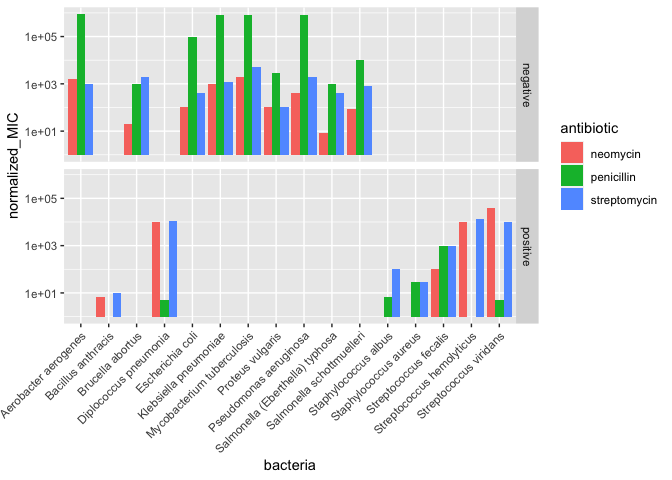 normalized_MIC
1e+05
1e+03
1e+01
negative
1e+05
1e+03
1e+01
positive
Aerobacter aerogenes
Bacillus anthracis
Brucella abortus
Diplococcus pneumonia
Escherichia coli
Klebsiella pneumoniae
Mycobacterium tuberculosis
Proteus vulgaris
Pseudomonas aeruginosa
Salmonella (Eberthella) typhosa
Salmonella schottmuelleri
Staphylococcus albus
Staphylococcus aureus
Streptococcus fecalis
Streptococcus hemolyticus
Streptococcus viridans
bacteria
antibiotic
neomycin
penicillin
streptomycin